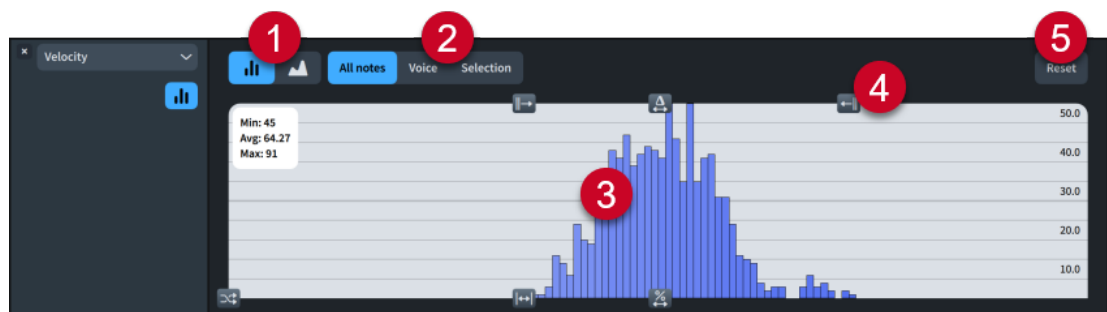 1
2
5
× Velocity
All notes Voice Selection
Reset
4
Min: 45
Avg: 64.27
Max: 91
50.0
40.0
30.0
3
20.0
10.0
%